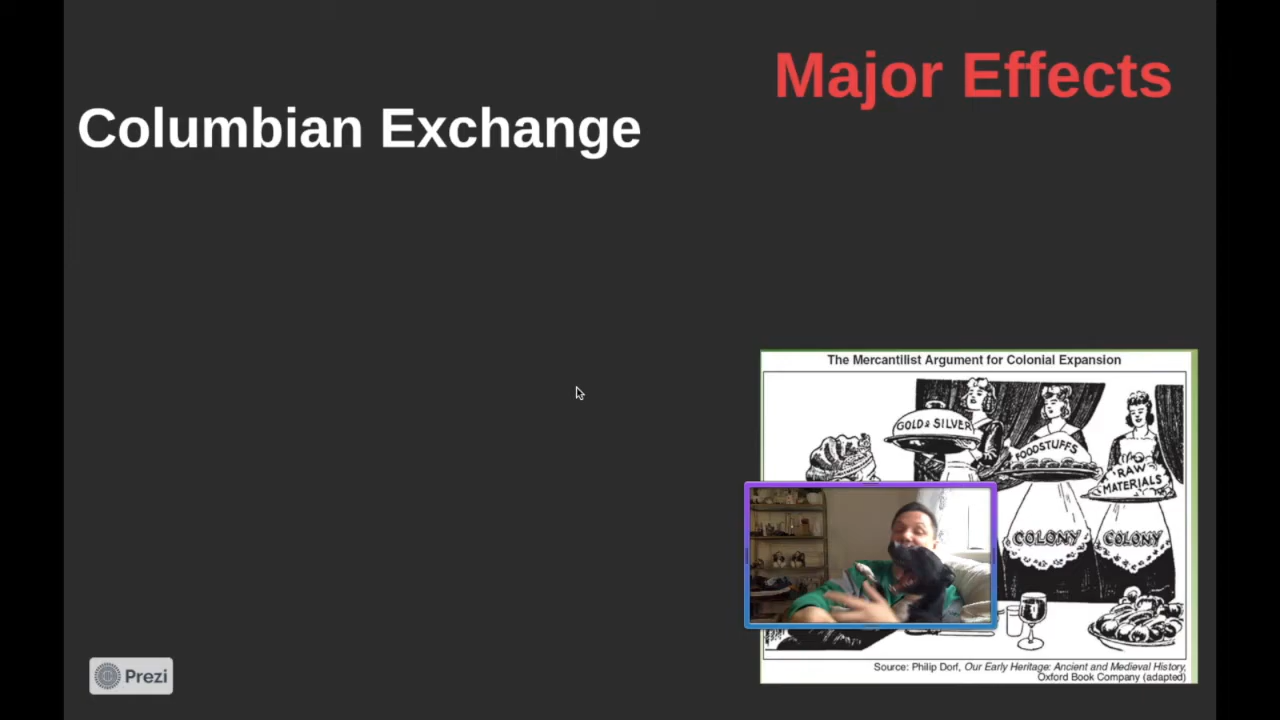 Major Effects
Columbian Exchange
The Mercantilist Argument for Colonial Expansion
GOLD & SILVER
FOODSTUFFS
RAW
MATERIALS
COLONY
COLONY
Source: Philip Dorf, Our Early Heritage: Ancient and Medieval History,
Oxford Book Company (adapted)
Prezi